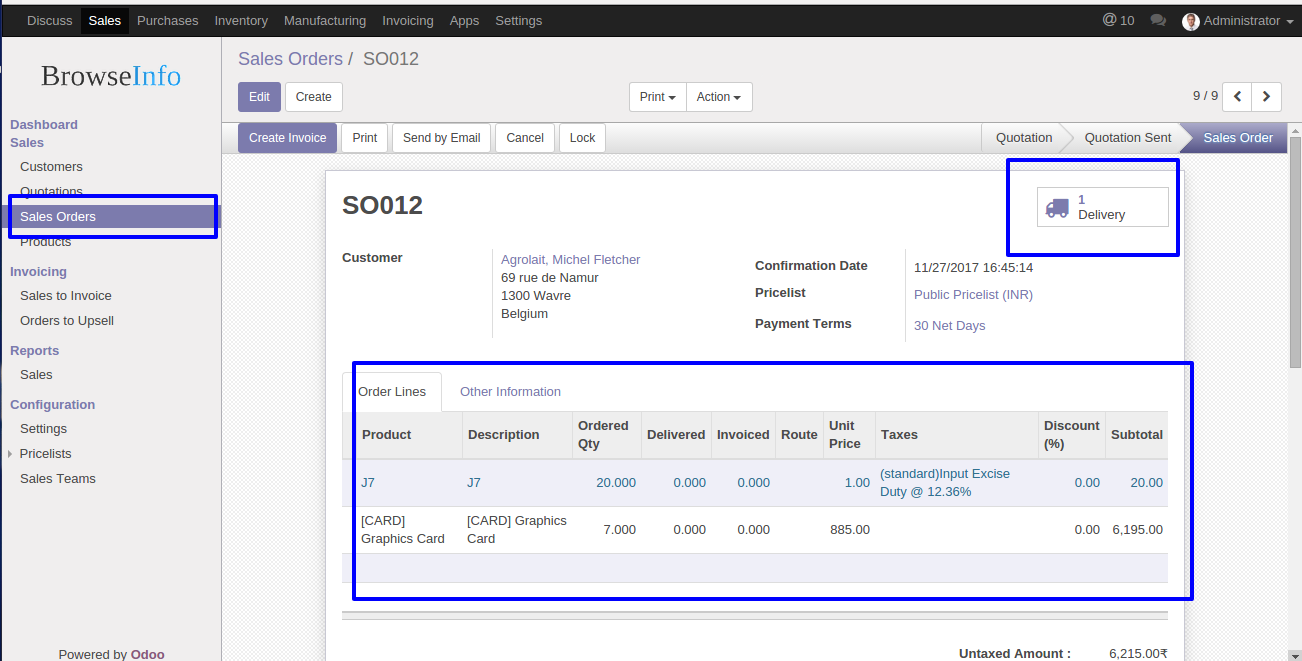 Discuss Sales Purchases Inventory Manufacturing Invoicing Apps Settings @ 10 Administrator
BrowseInfo
Dashboard
Sales
Customers
Quotations
Sales Orders
Products
Invoicing
Sales to Invoice
Orders to Upsell
Reports
Sales
Configuration
Settings
Pricelists
Sales Teams
Powered by Odoo
Sales Orders / SO012
Edit Create Print Action 9 / 9
Create Invoice Print Send by Email Cancel Lock Quotation Quotation Sent Sales Order
1
Delivery
SO012
Customer
Agrolait, Michel Fletcher
69 rue de Namur
1300 Wavre
Belgium
Confirmation Date 11/27/2017 16:45:14
Pricelist Public Pricelist (INR)
Payment Terms 30 Net Days
Order Lines Other Information
Product Description Ordered Qty Delivered Invoiced Route Unit Price Taxes Discount (%) Subtotal
J7 J7 20.000 0.000 0.000 1.00 (standard)Input Excise Duty @ 12.36% 0.00 20.00
[CARD] Graphics Card [CARD] Graphics Card 7.000 0.000 0.000 885.00 0.00 6,195.00
Untaxed Amount : 6,215.00₹